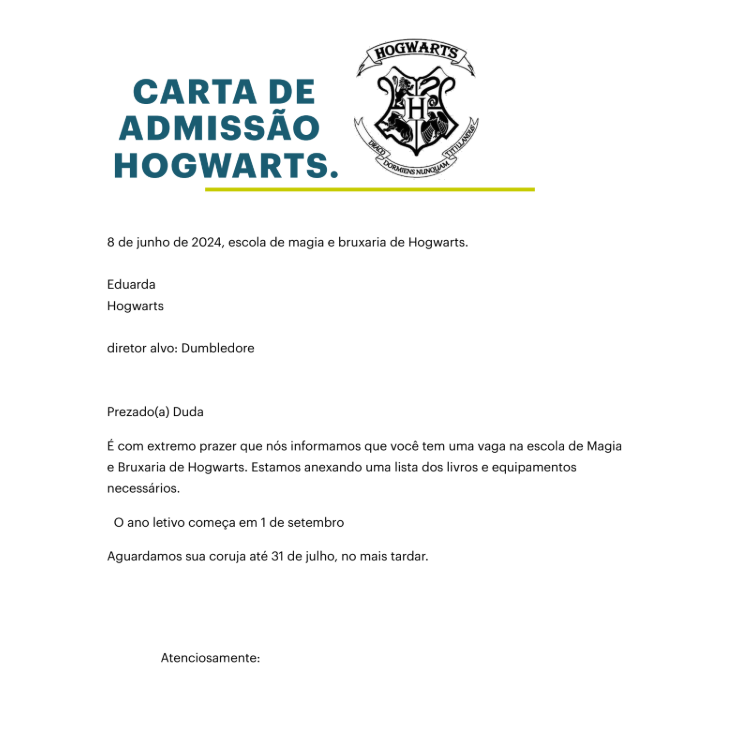 HOGWARTS
CARTA DE
ADMISSÃO
HOGWARTS.
H
DRACO
DORMIENS NUNQUAM
TITILLANDUS
8 de junho de 2024, escola de magia e bruxaria de Hogwarts.
Eduarda
Hogwarts
diretor alvo: Dumbledore
Prezado(a) Duda
É com extremo prazer que nós informamos que você tem uma vaga na escola de Magia
e Bruxaria de Hogwarts. Estamos anexando uma lista dos livros e equipamentos
necessários.
O ano letivo começa em 1 de setembro
Aguardamos sua coruja até 31 de julho, no mais tardar.
Atenciosamente: